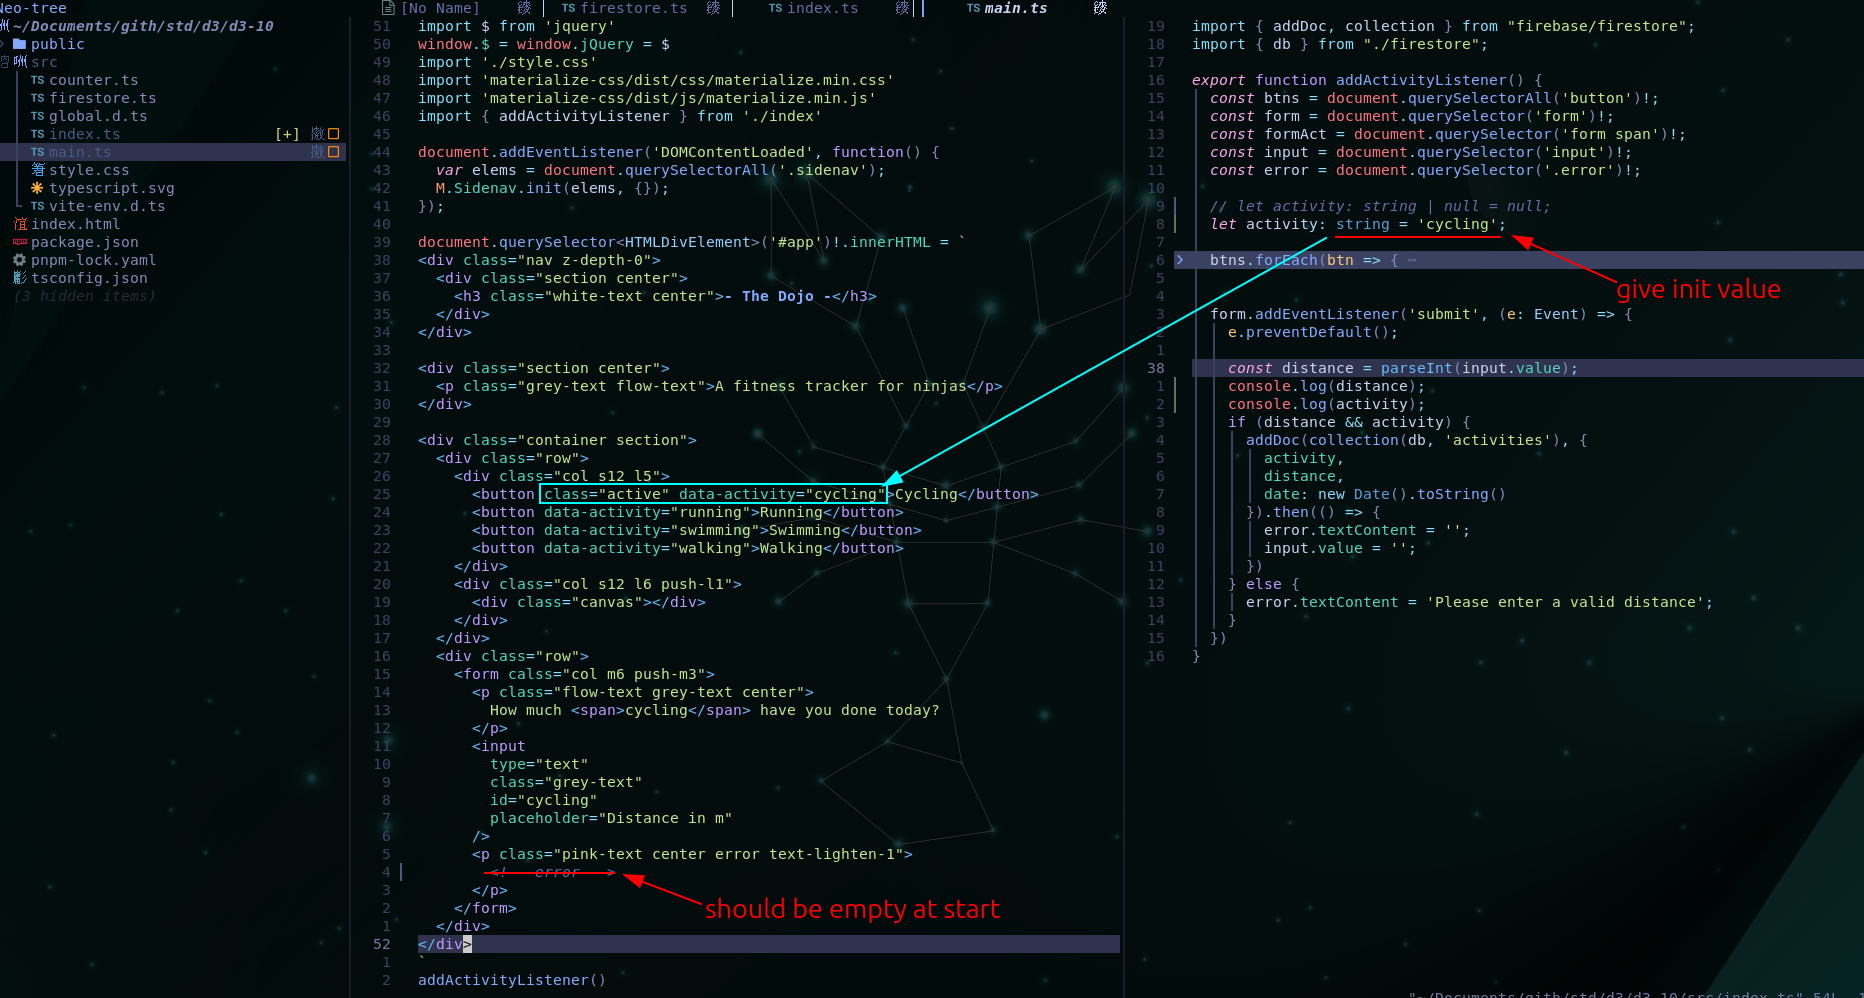 Neo-tree
~/Documents/gith/std/d3/d3-10
public
src
TS counter.ts
TS firestore.ts
TS global.d.ts
TS index.ts [+]
TS main.ts
style.css
typescript.svg
TS vite-env.d.ts
index.html
package.json
pnpm-lock.yaml
tsconfig.json
(3 hidden items)
[No Name] TS firestore.ts TS index.ts TS main.ts
51 import $ from 'jquery'
50 window.$ = window.jQuery = $
49 import './style.css'
48 import 'materialize-css/dist/css/materialize.min.css'
47 import 'materialize-css/dist/js/materialize.min.js'
46 import { addActivityListener } from './index'
45
44 document.addEventListener('DOMContentLoaded', function() {
43 var elems = document.querySelectorAll('.sidenav');
42 M.Sidenav.init(elems, {});
41 });
40
39 document.querySelector<HTMLDivElement>('#app')!.innerHTML = `
38 <div class="nav z-depth-0">
37 <div class="section center">
36 <h3 class="white-text center">- The Dojo -</h3>
35 </div>
34 </div>
33
32 <div class="section center">
31 <p class="grey-text flow-text">A fitness tracker for ninjas</p>
30 </div>
29
28 <div class="container section">
27 <div class="row">
26 <div class="col s12 l5">
25 <button class="active" data-activity="cycling">Cycling</button>
24 <button data-activity="running">Running</button>
23 <button data-activity="swimming">Swimming</button>
22 <button data-activity="walking">Walking</button>
21 </div>
20 <div class="col s12 l6 push-l1">
19 <div class="canvas"></div>
18 </div>
17 </div>
16 <div class="row">
15 <form calss="col m6 push-m3">
14 <p class="flow-text grey-text center">
13 How much <span>cycling</span> have you done today?
12 </p>
11 <input
10 type="text"
9 class="grey-text"
8 id="cycling"
7 placeholder="Distance in m"
6 />
5 <p class="pink-text center error text-lighten-1">
4 <!-- error -->
3 </p>
2 </form>
1 </div>
52 </div>
1 `
2 addActivityListener()
should be empty at start
19 import { addDoc, collection } from "firebase/firestore";
18 import { db } from "./firestore";
17
16 export function addActivityListener() {
15 const btns = document.querySelectorAll('button')!;
14 const form = document.querySelector('form')!;
13 const formAct = document.querySelector('form span')!;
12 const input = document.querySelector('input')!;
11 const error = document.querySelector('.error')!;
10
9 // let activity: string | null = null;
8 let activity: string = 'cycling';
7
6 btns.forEach(btn => { ⋯
5
give init value
4
3 form.addEventListener('submit', (e: Event) => {
2 e.preventDefault();
1
38 const distance = parseInt(input.value);
1 console.log(distance);
2 console.log(activity);
3 if (distance && activity) {
4 addDoc(collection(db, 'activities'), {
5 activity,
6 distance,
7 date: new Date().toString()
8 }).then(() => {
9 error.textContent = '';
10 input.value = '';
11 })
12 } else {
13 error.textContent = 'Please enter a valid distance';
14 }
15 })
16 }
"~/Documents/gith/std/d3/d3-10/src/index.ts" 54L,